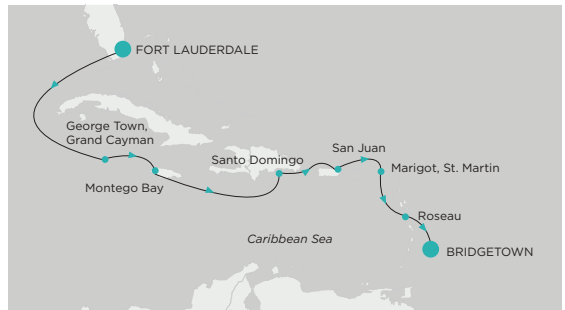 FORT LAUDERDALE
George Town,
Grand Cayman
Montego Bay
Santo Domingo
San Juan
Marigot, St. Martin
Roseau
Caribbean Sea
BRIDGETOWN